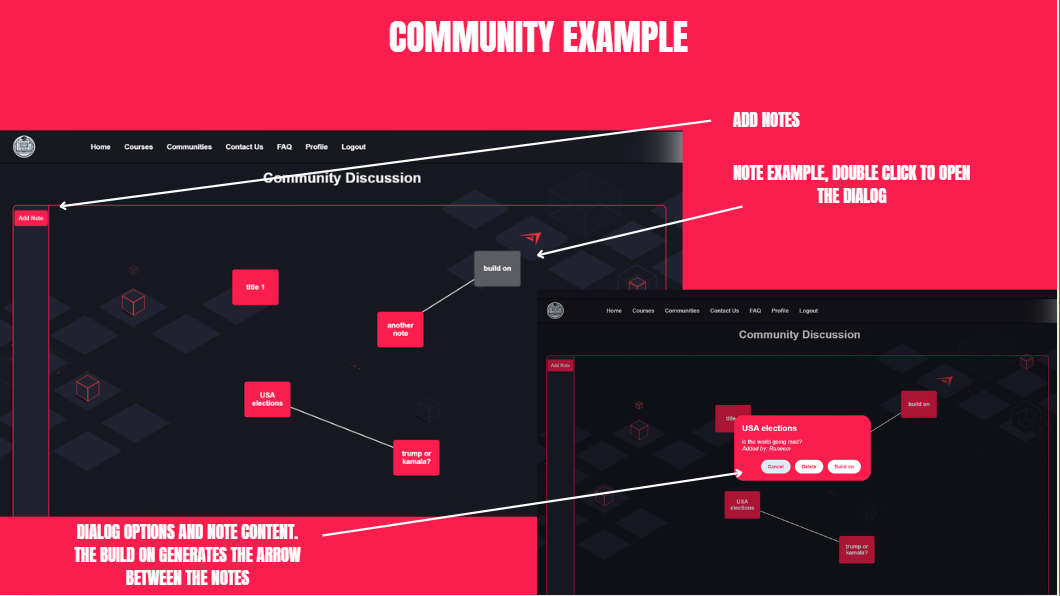 COMMUNITY EXAMPLE
ADD NOTES
NOTE EXAMPLE, DOUBLE CLICK TO OPEN
THE DIALOG
Home Courses Communities Contact Us FAQ Profile Logout
Community Discussion
Add Note
build on
title 1
another
note
USA
elections
trump or
kamala?
Home Courses Communities Contact Us FAQ Profile Logout
Community Discussion
Add Note
build on
title
USA elections
is the world going mad?
Added by: Raneem
Cancel Delete Build on
USA
elections
trump or
kamala?
DIALOG OPTIONS AND NOTE CONTENT.
THE BUILD ON GENERATES THE ARROW
BETWEEN THE NOTES